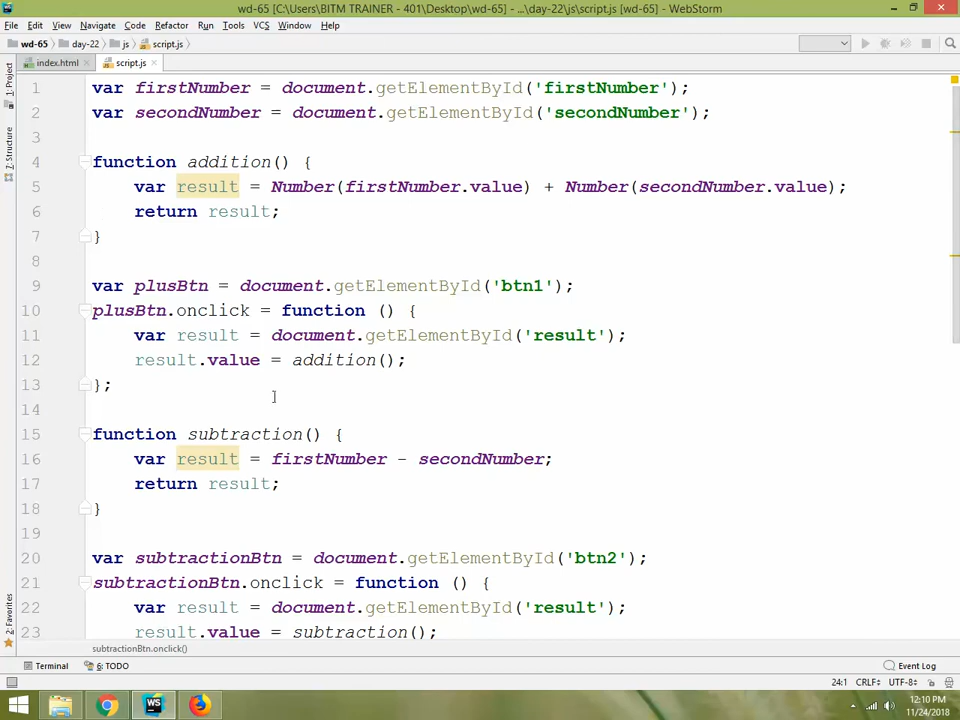 wd-65 [C:\Users\BITM TRAINER - 401\Desktop\wd-65] - ...\day-22\js\script.js [wd-65] - WebStorm
File Edit View Navigate Code Refactor Run Tools VCS Window Help
wd-65 day-22 js script.js
index.html script.js
1: Project
7: Structure
2: Favorites
1 var firstNumber = document.getElementById('firstNumber');
2 var secondNumber = document.getElementById('secondNumber');
3
4 function addition() {
5 var result = Number(firstNumber.value) + Number(secondNumber.value);
6 return result;
7 }
8
9 var plusBtn = document.getElementById('btn1');
10 plusBtn.onclick = function () {
11 var result = document.getElementById('result');
12 result.value = addition();
13 };
14
15 function subtraction() {
16 var result = firstNumber - secondNumber;
17 return result;
18 }
19
20 var subtractionBtn = document.getElementById('btn2');
21 subtractionBtn.onclick = function () {
22 var result = document.getElementById('result');
23 result.value = subtraction();
subtractionBtn.onclick()
Terminal 6: TODO Event Log
24:1 CRLF UTF-8
WS
12:10 PM
11/24/2018